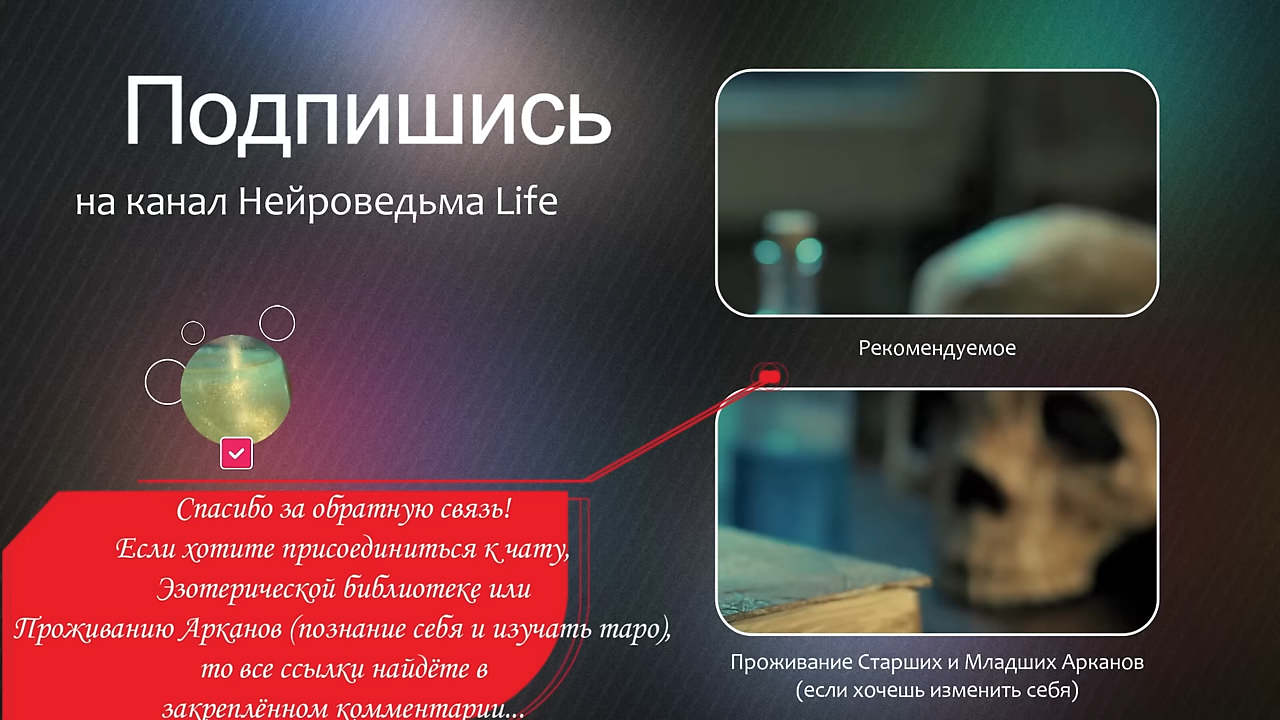 Подпишись
на канал Нейроведьма Life
Рекомендуемое
Спасибо за обратную связь!
Если хотите присоединиться к чату,
Эзотерической библиотеке или
Проживанию Арканов (познание себя и изучать таро),
то все ссылки найдёте в
закреплённом комментарии...
Проживание Старших и Младших Арканов
(если хочешь изменить себя)